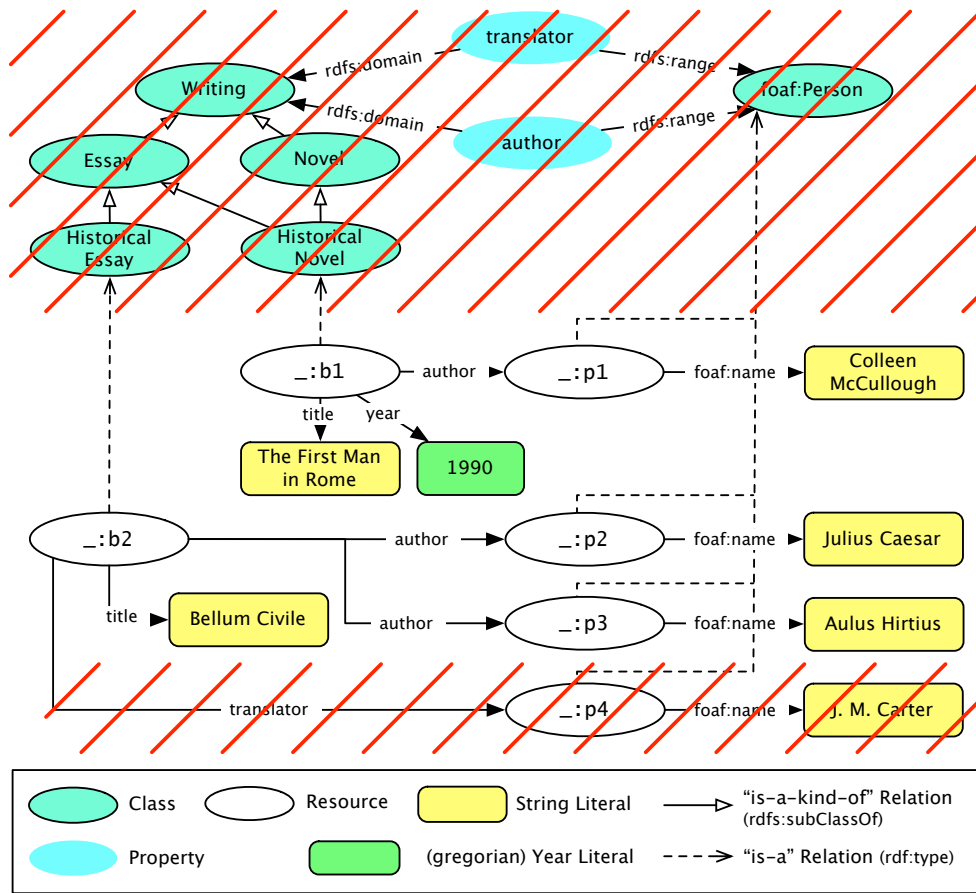 translator
rdfs:domain
rdfs:range
Writing
foaf:Person
rdfs:domain
rdfs:range
author
Essay
Novel
Historical
Essay
Historical
Novel
_:b1
author
_:p1
foaf:name
Colleen
McCullough
title
year
The First Man
in Rome
1990
_:b2
author
_:p2
foaf:name
Julius Caesar
title
Bellum Civile
author
_:p3
foaf:name
Aulus Hirtius
translator
_:p4
foaf:name
J. M. Carter
Class
Resource
String Literal
"is-a-kind-of" Relation
(rdfs:subClassOf)
Property
(gregorian) Year Literal
"is-a" Relation (rdf:type)